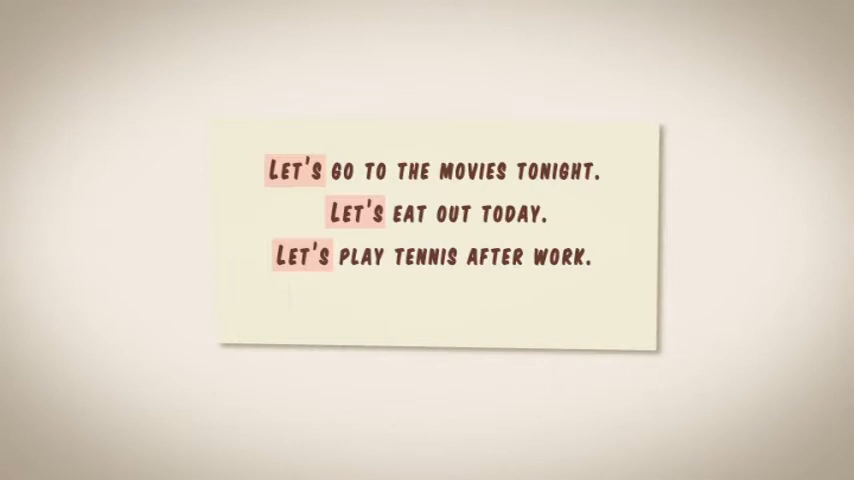 Let's go to the movies tonight.
Let's eat out today.
Let's play tennis after work.